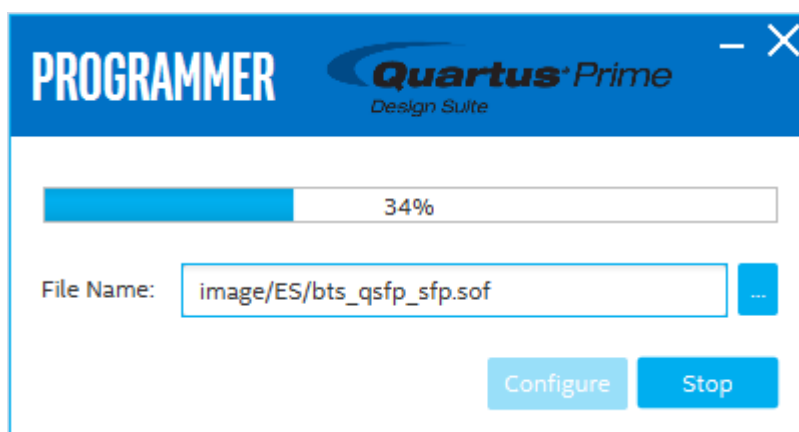 PROGRAMMER
Quartus Prime
Design Suite
34%
File Name: image/ES/bts_qsfp_sfp.sof ...
Configure Stop